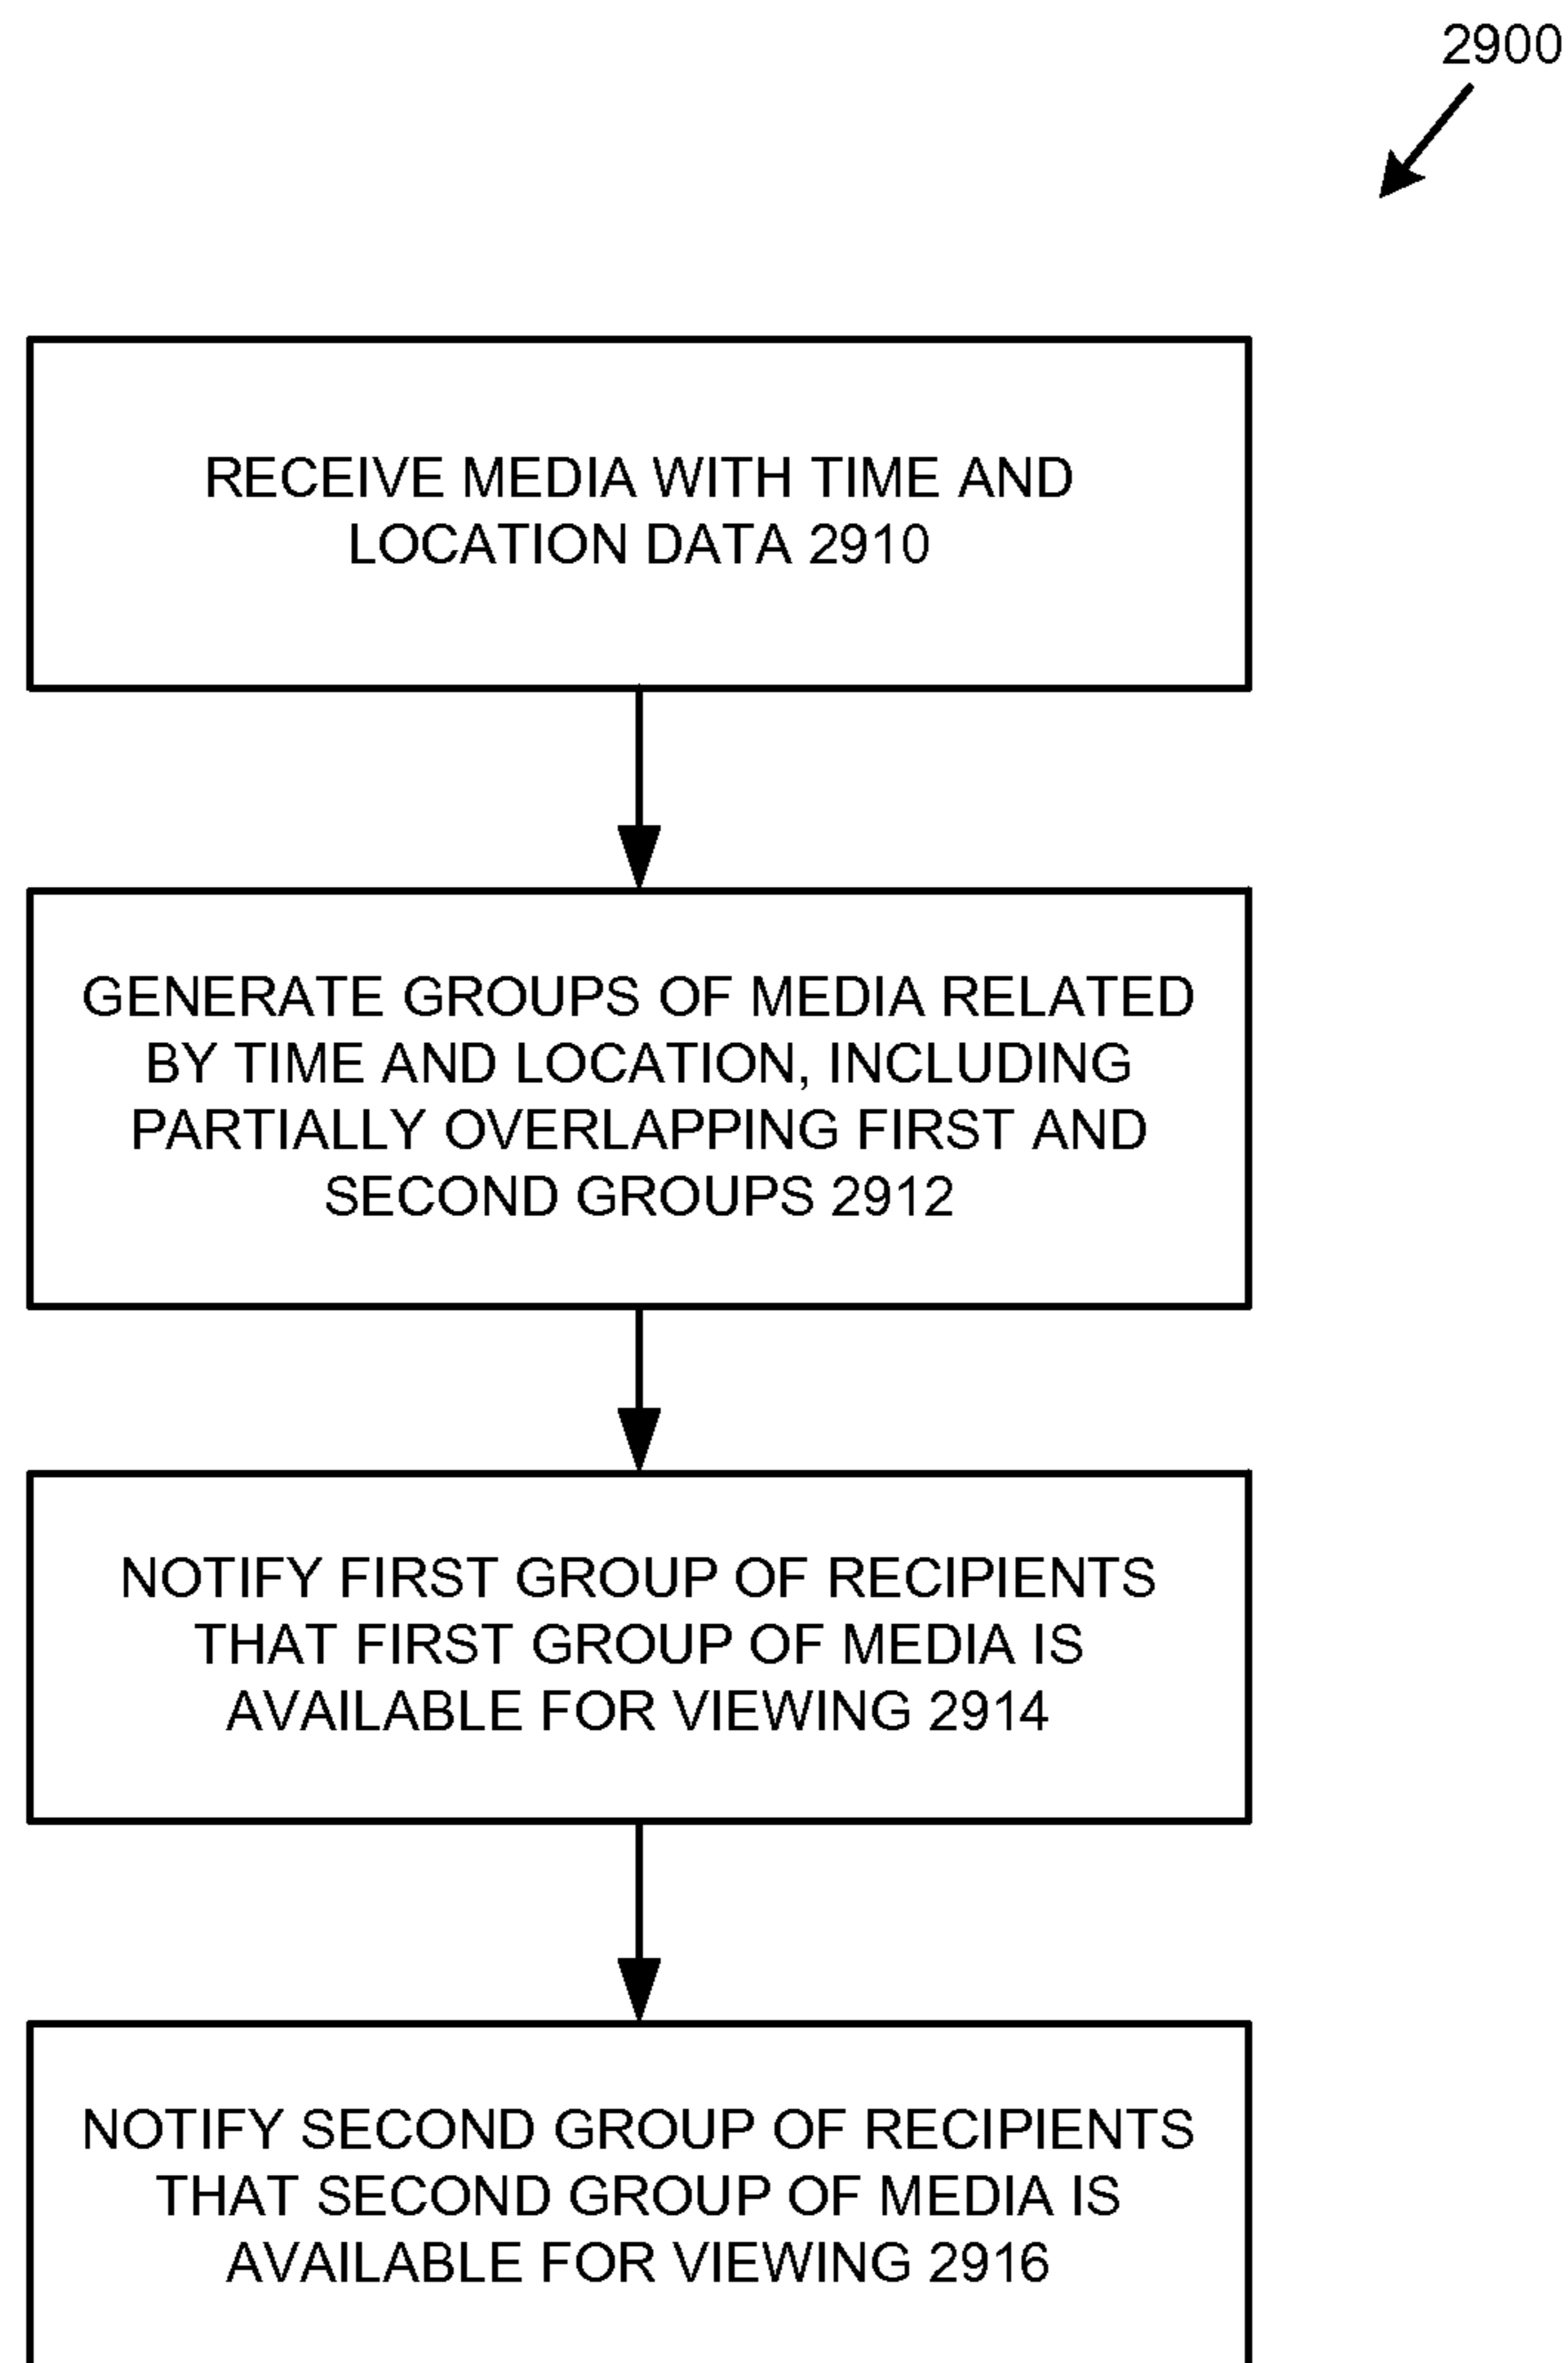 2900
RECEIVE MEDIA WITH TIME AND
LOCATION DATA 2910
GENERATE GROUPS OF MEDIA RELATED
BY TIME AND LOCATION, INCLUDING
PARTIALLY OVERLAPPING FIRST AND
SECOND GROUPS 2912
NOTIFY FIRST GROUP OF RECIPIENTS
THAT FIRST GROUP OF MEDIA IS
AVAILABLE FOR VIEWING 2914
NOTIFY SECOND GROUP OF RECIPIENTS
THAT SECOND GROUP OF MEDIA IS
AVAILABLE FOR VIEWING 2916